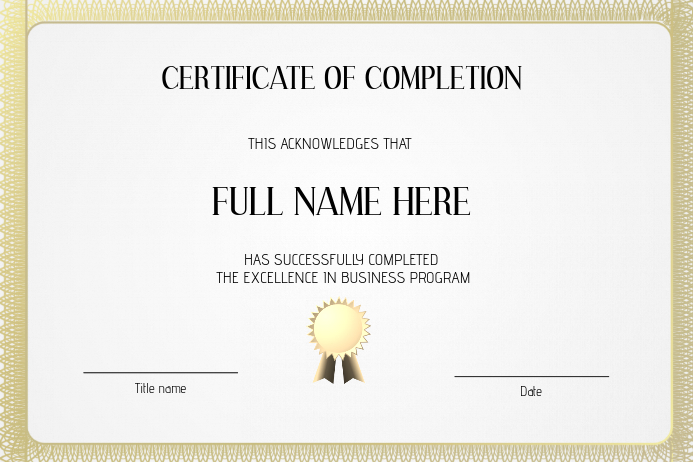 CERTIFICATE OF COMPLETION
THIS ACKNOWLEDGES THAT
FULL NAME HERE
HAS SUCCESSFULLY COMPLETED
THE EXCELLENCE IN BUSINESS PROGRAM
Title name
Date